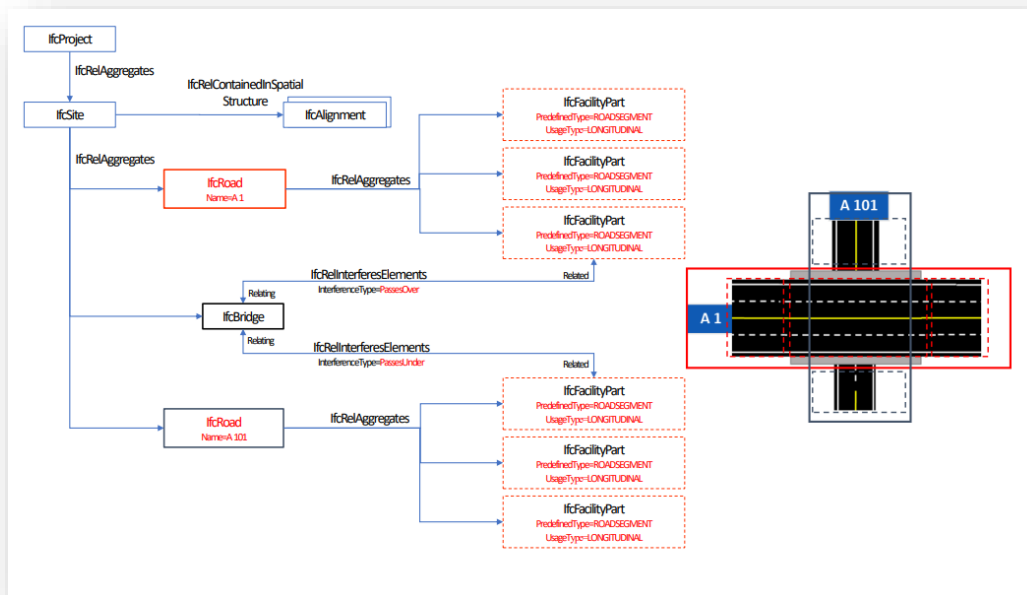 IfcProject
IfcRelAggregates
IfcRelContainedInSpatial
Structure
IfcSite
IfcAlignment
IfcFacilityPart
PredefinedType=ROADSEGMENT
UsageType=LONGITUDINAL
IfcRelAggregates
IfcRoad
Name=A 1
IfcRelAggregates
IfcFacilityPart
PredefinedType=ROADSEGMENT
UsageType=LONGITUDINAL
IfcFacilityPart
PredefinedType=ROADSEGMENT
UsageType=LONGITUDINAL
IfcRelInterferesElements
Related
InterferenceType=PassesOver
Relating
IfcBridge
Relating
IfcRelInterferesElements
InterferenceType=PassesUnder
Related
IfcFacilityPart
PredefinedType=ROADSEGMENT
UsageType=LONGITUDINAL
IfcRoad
Name=A 101
IfcRelAggregates
IfcFacilityPart
PredefinedType=ROADSEGMENT
UsageType=LONGITUDINAL
IfcFacilityPart
PredefinedType=ROADSEGMENT
UsageType=LONGITUDINAL
A 101
A 1